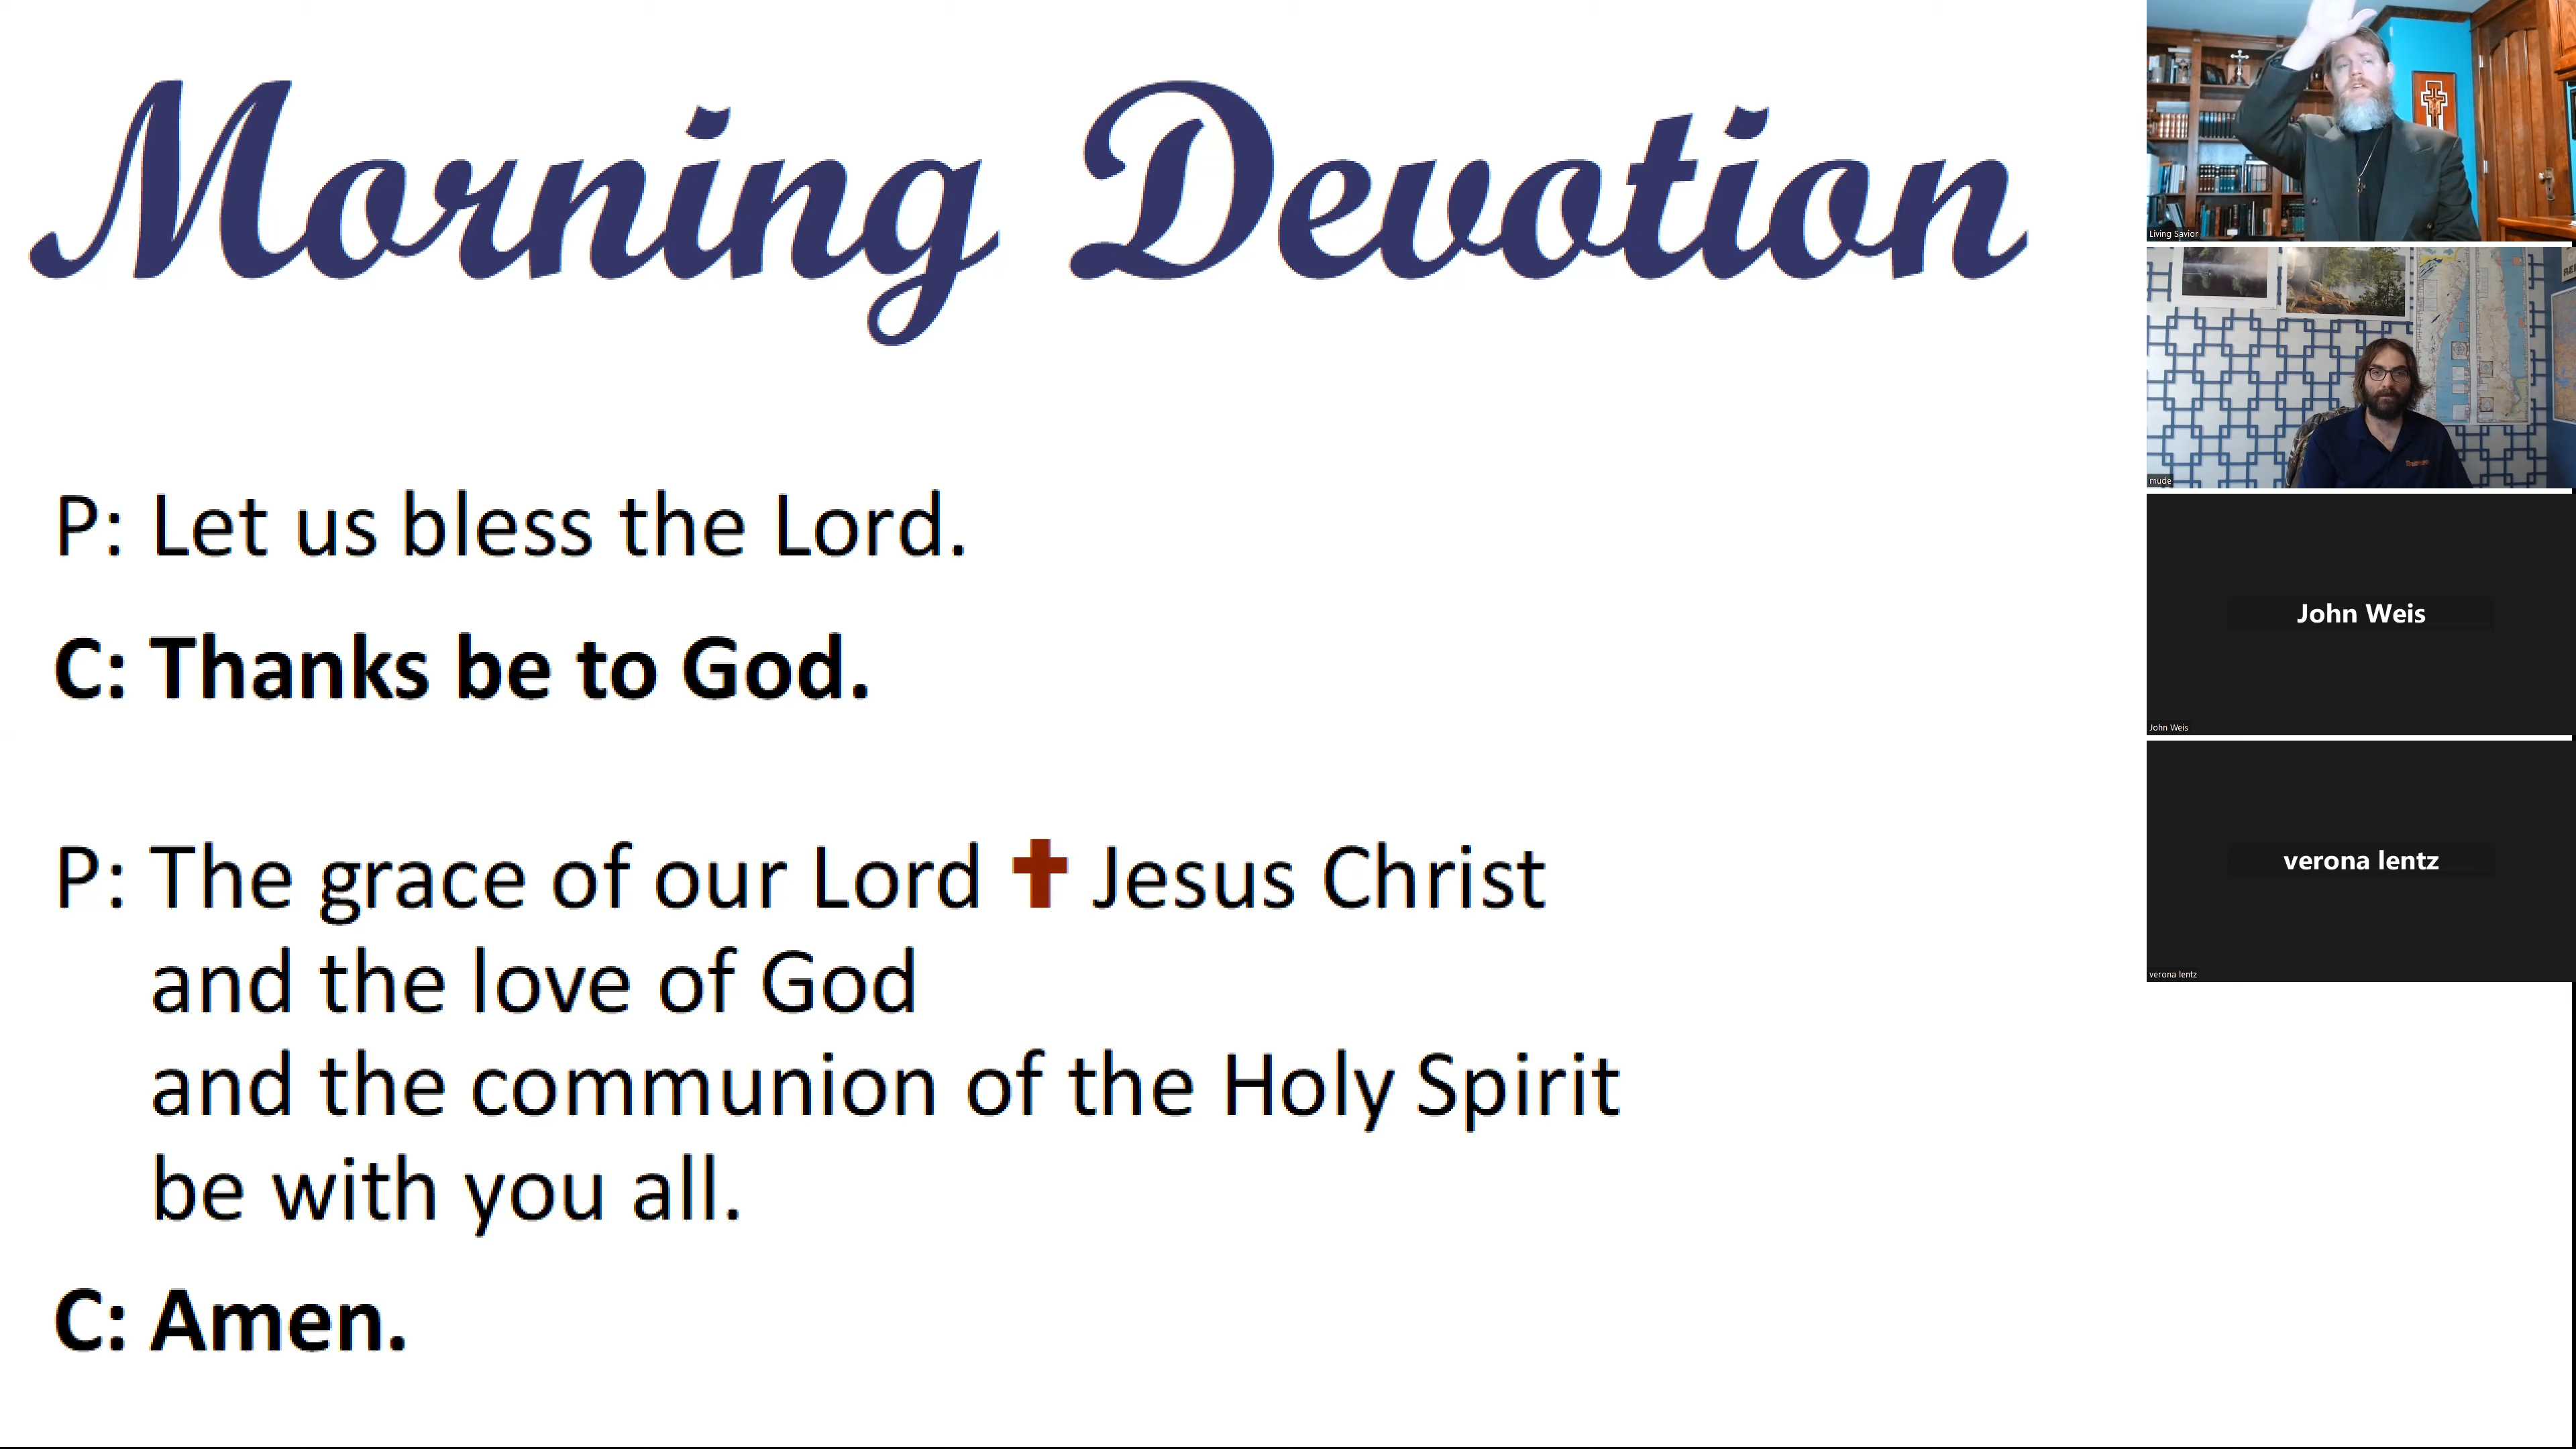 Morning Devotion
P: Let us bless the Lord.
C: Thanks be to God.
P: The grace of our Lord ✝ Jesus Christ
and the love of God
and the communion of the Holy Spirit
be with you all.
C: Amen.
Living Savior
mude
John Weis
John Weis
verona lentz
verona lentz